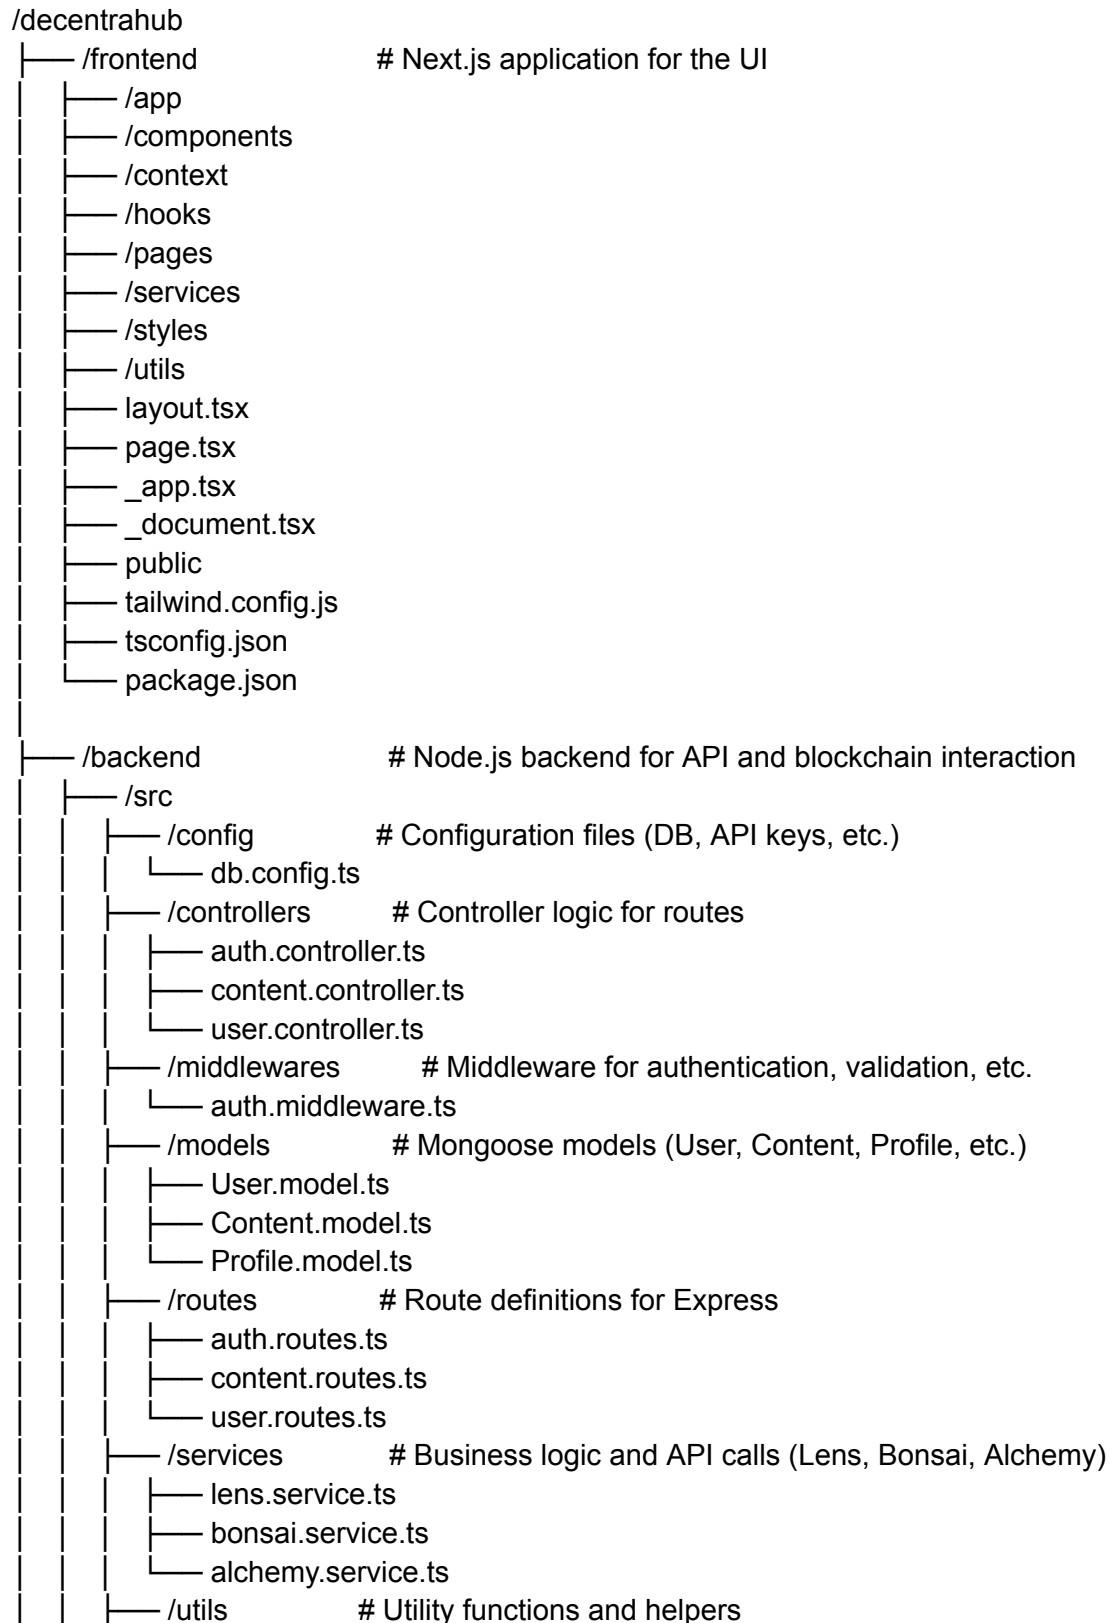 /decentrahub
├── /frontend # Next.js application for the UI
│ ├── /app
│ ├── /components
│ ├── /context
│ ├── /hooks
│ ├── /pages
│ ├── /services
│ ├── /styles
│ ├── /utils
│ ├── layout.tsx
│ ├── page.tsx
│ ├── _app.tsx
│ ├── _document.tsx
│ ├── public
│ ├── tailwind.config.js
│ ├── tsconfig.json
│ └── package.json
│
├── /backend # Node.js backend for API and blockchain interaction
│ ├── /src
│ │ ├── /config # Configuration files (DB, API keys, etc.)
│ │ │ └── db.config.ts
│ │ ├── /controllers # Controller logic for routes
│ │ │ ├── auth.controller.ts
│ │ │ ├── content.controller.ts
│ │ │ └── user.controller.ts
│ │ ├── /middlewares # Middleware for authentication, validation, etc.
│ │ │ └── auth.middleware.ts
│ │ ├── /models # Mongoose models (User, Content, Profile, etc.)
│ │ │ ├── User.model.ts
│ │ │ ├── Content.model.ts
│ │ │ └── Profile.model.ts
│ │ ├── /routes # Route definitions for Express
│ │ │ ├── auth.routes.ts
│ │ │ ├── content.routes.ts
│ │ │ └── user.routes.ts
│ │ ├── /services # Business logic and API calls (Lens, Bonsai, Alchemy)
│ │ │ ├── lens.service.ts
│ │ │ ├── bonsai.service.ts
│ │ │ └── alchemy.service.ts
│ │ ├── /utils # Utility functions and helpers